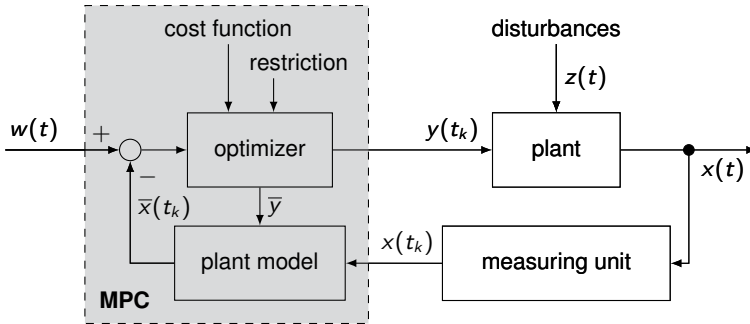 cost function
restriction
disturbances
z(t)
w(t)
+
−
optimizer
y(t_k)
plant
x(t)
x̅(t_k)
y̅
plant model
x(t_k)
measuring unit
MPC